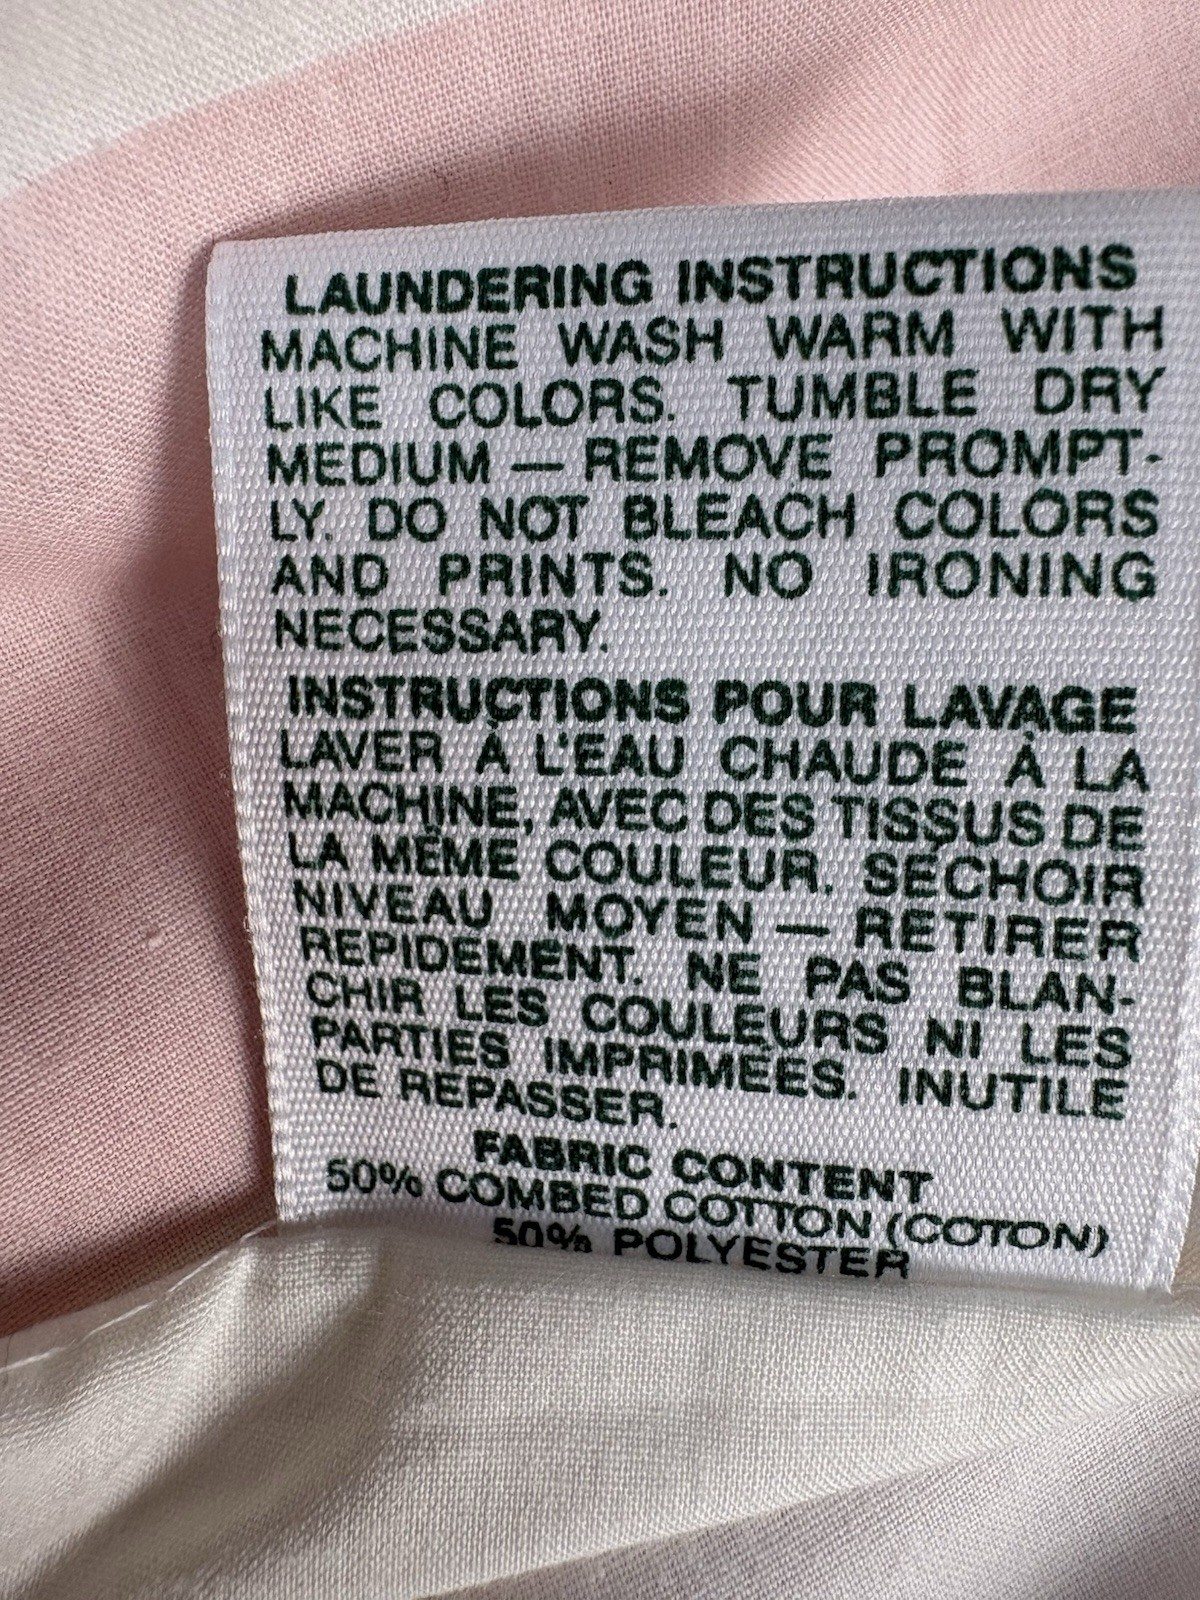 LAUNDERING INSTRUCTIONS
MACHINE WASH WARM WITH
LIKE COLORS. TUMBLE DRY
MEDIUM — REMOVE PROMPT-
LY. DO NOT BLEACH COLORS
AND PRINTS. NO IRONING
NECESSARY.
INSTRUCTIONS POUR LAVAGE
LAVER À L'EAU CHAUDE À LA
MACHINE, AVEC DES TISSUS DE
LA MÊME COULEUR. SÉCHOIR
NIVEAU MOYEN — RETIRER
REPIDEMENT. NE PAS BLAN-
CHIR LES COULEURS NI LES
PARTIES IMPRIMÉES. INUTILE
DE REPASSER.
FABRIC CONTENT
50% COMBED COTTON (COTON)
50% POLYESTER